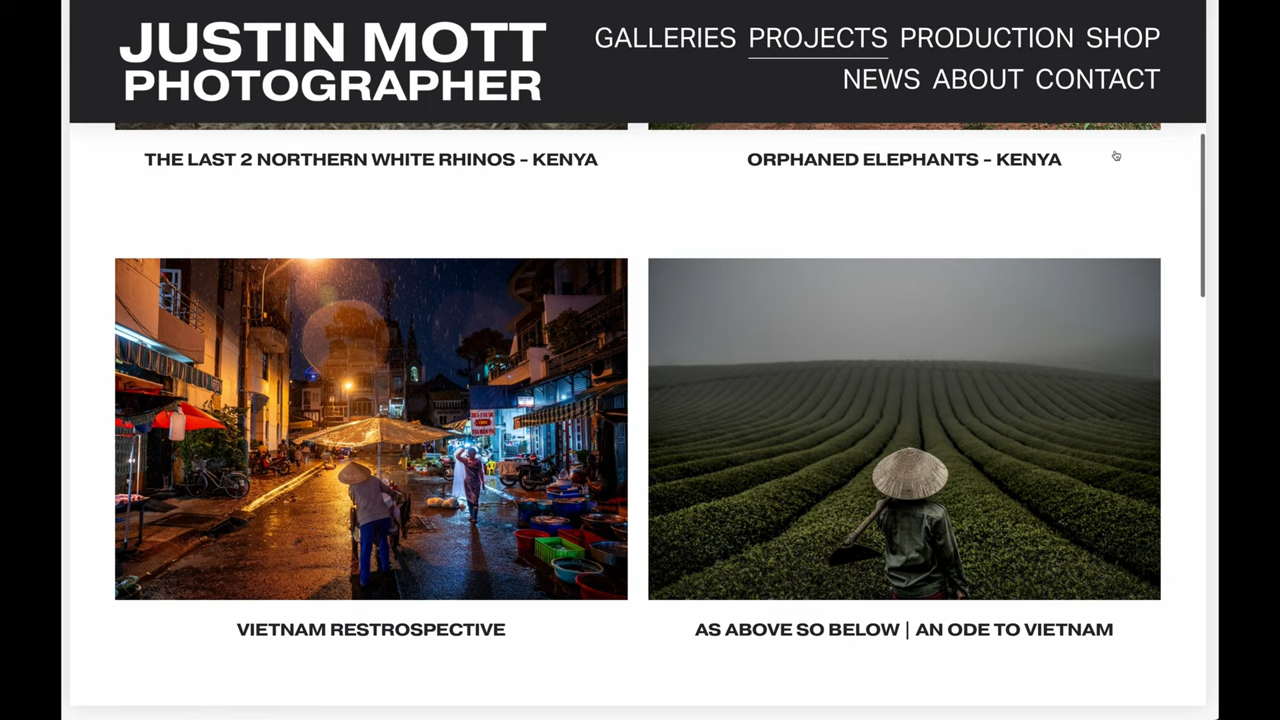 JUSTIN MOTT
PHOTOGRAPHER
GALLERIES PROJECTS PRODUCTION SHOP
NEWS ABOUT CONTACT
THE LAST 2 NORTHERN WHITE RHINOS - KENYA
ORPHANED ELEPHANTS - KENYA
VIETNAM RESTROSPECTIVE
AS ABOVE SO BELOW | AN ODE TO VIETNAM